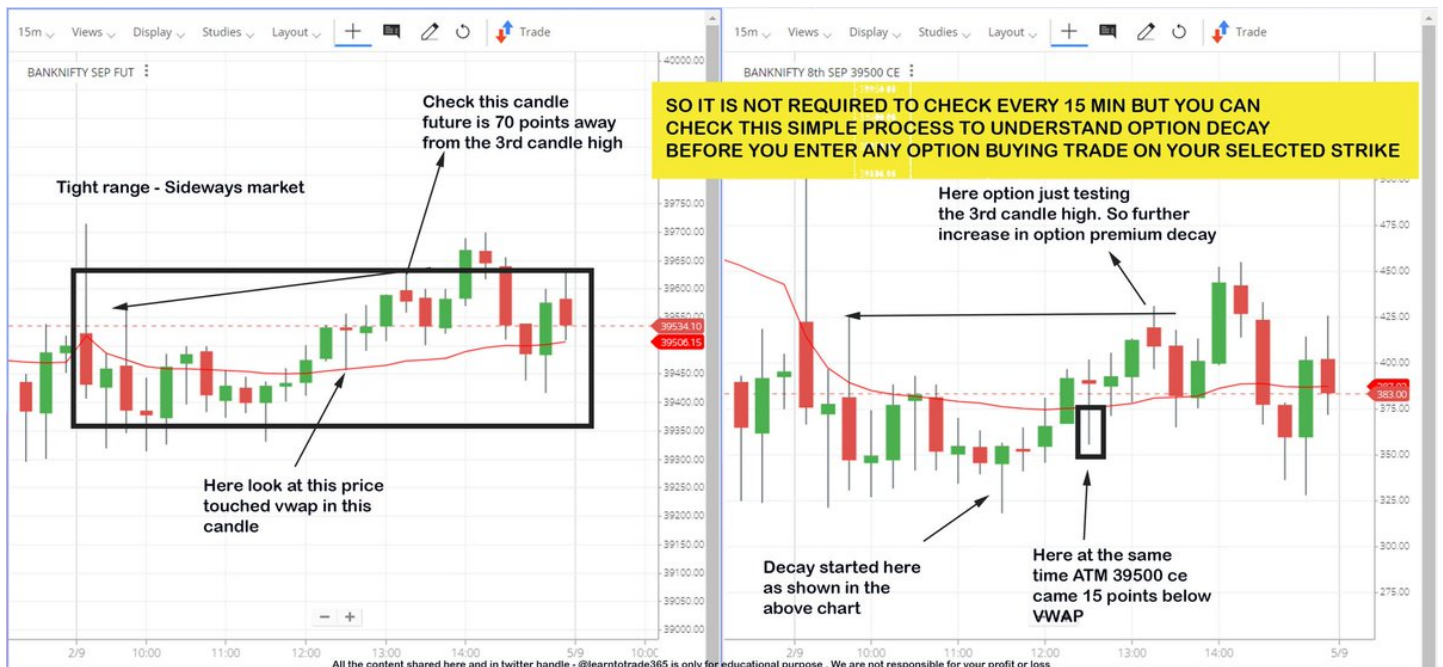 15m Views Display Studies Layout Trade
BANKNIFTY SEP FUT
Check this candle
future is 70 points away
from the 3rd candle high
Tight range - Sideways market
Here look at this price
touched vwap in this
candle
40000.00
39750.00
39700.00
39650.00
39600.00
39550.00
39534.10
39506.15
39450.00
39400.00
39350.00
39300.00
39250.00
39200.00
39150.00
39100.00
39050.00
39000.00
2/9 10:00 11:00 12:00 13:00 14:00 5/9 10:00
15m Views Display Studies Layout Trade
BANKNIFTY 8th SEP 39500 CE
SO IT IS NOT REQUIRED TO CHECK EVERY 15 MIN BUT YOU CAN
CHECK THIS SIMPLE PROCESS TO UNDERSTAND OPTION DECAY
BEFORE YOU ENTER ANY OPTION BUYING TRADE ON YOUR SELECTED STRIKE
Here option just testing
the 3rd candle high. So further
increase in option premium decay
Decay started here
as shown in the
above chart
Here at the same
time ATM 39500 ce
came 15 points below
VWAP
475.00
450.00
425.00
400.00
383.00
375.00
350.00
325.00
300.00
275.00
2/9 10:00 11:00 12:00 13:00 14:00 5/9
All the content shared here and in twitter handle - @learntotrade365 is only for educational purpose . We are not responsible for your profit or loss